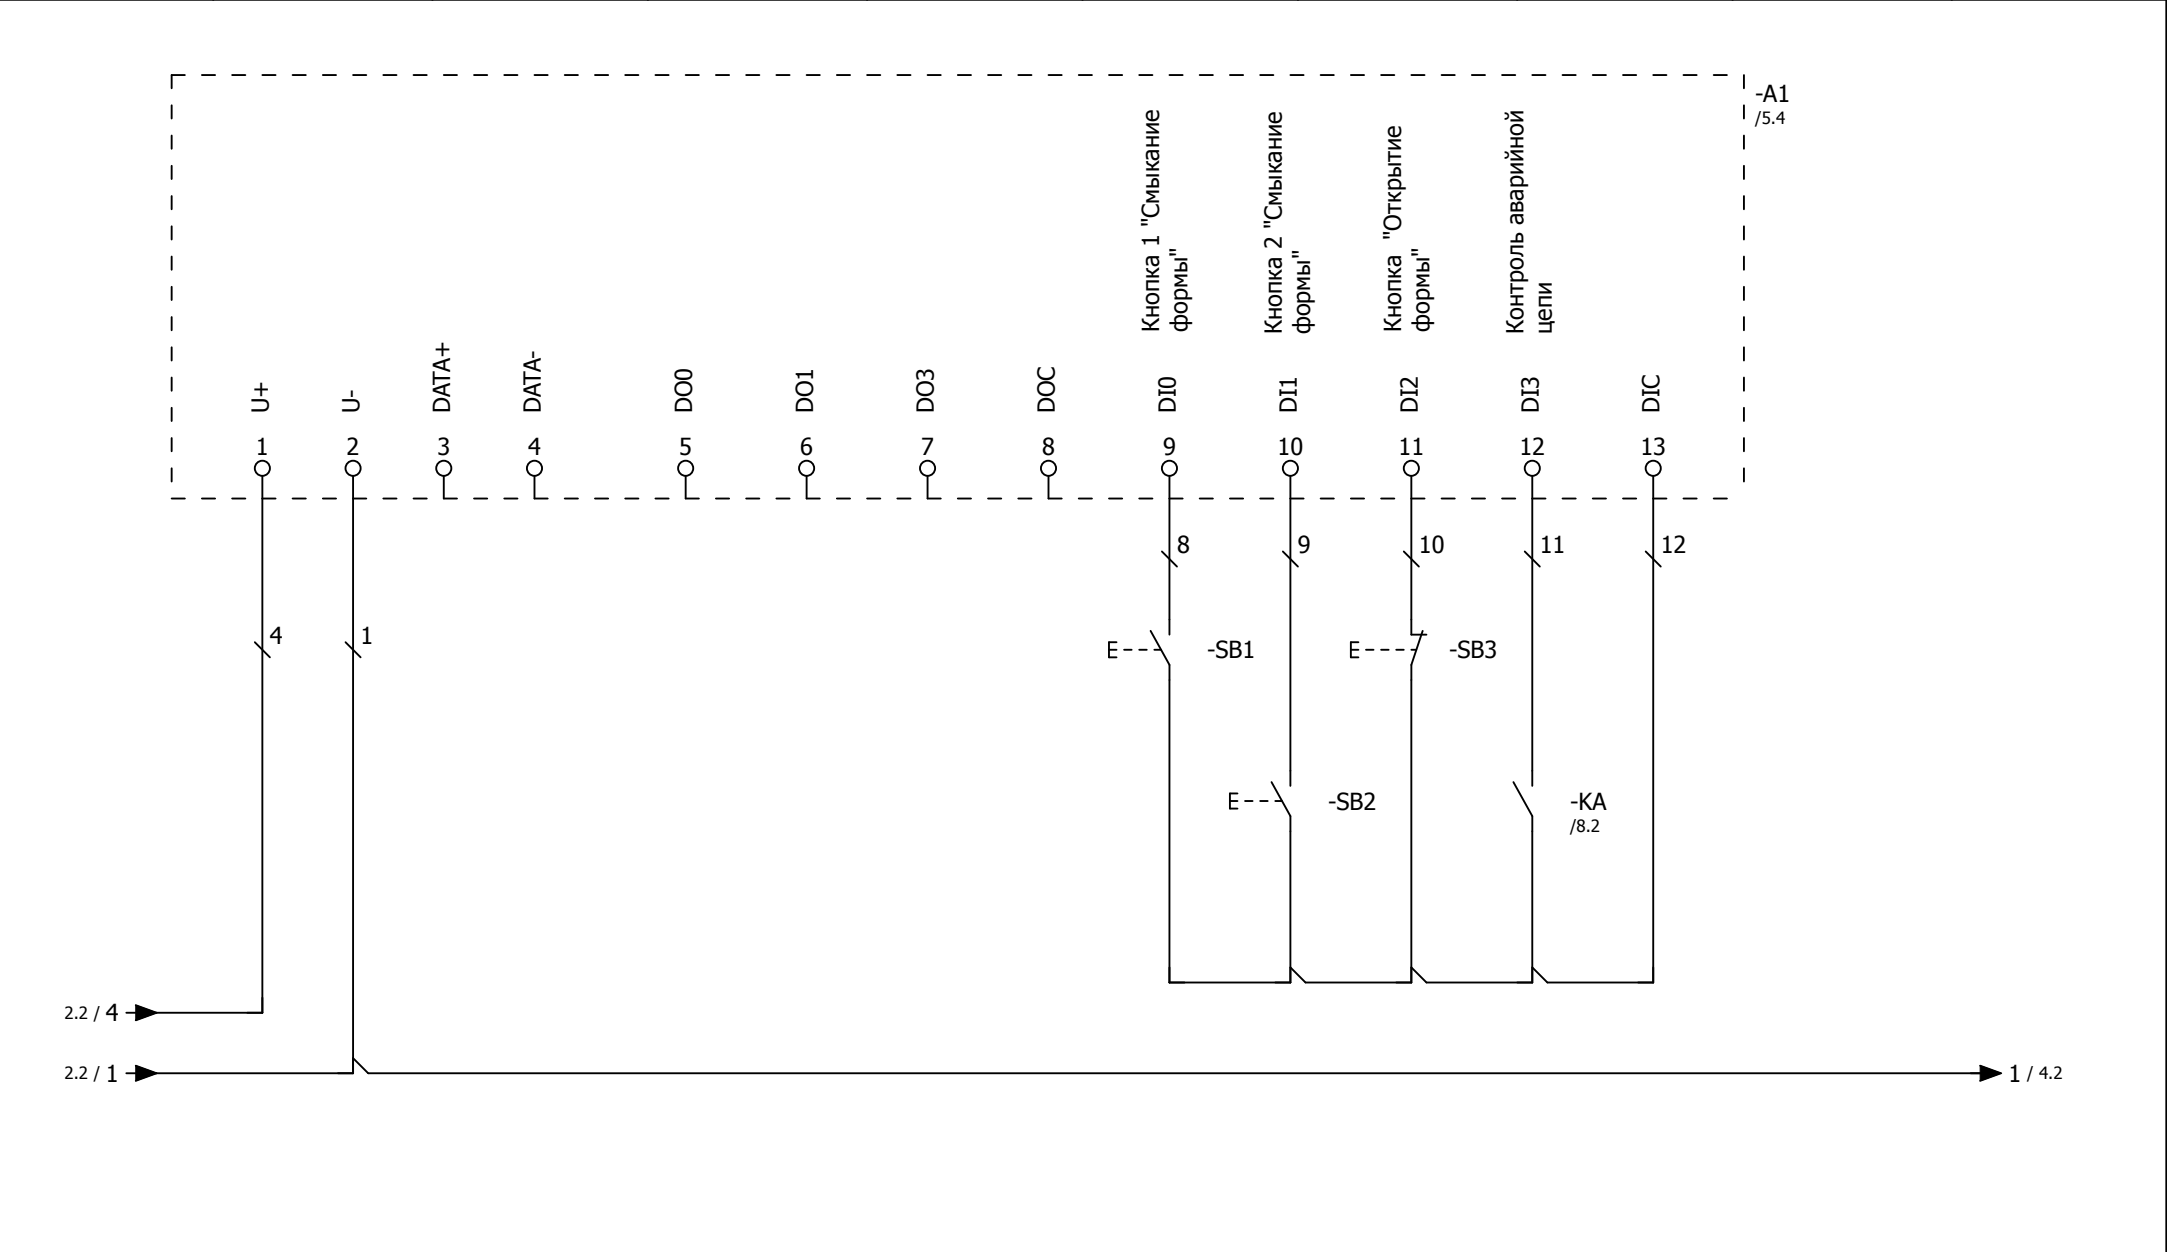 -A1
/5.4
Кнопка 1 "Смыкание
формы"
Кнопка 2 "Смыкание
формы"
Кнопка "Открытие
формы"
Контроль аварийной
цепи
U+
U-
DATA+
DATA-
DO0
DO1
DO3
DOC
DI0
DI1
DI2
DI3
DIC
1
2
3
4
5
6
7
8
9
10
11
12
13
8
9
10
11
12
4
1
-SB1
-SB3
-SB2
-KA
/8.2
2.2 / 4
2.2 / 1
1 / 4.2